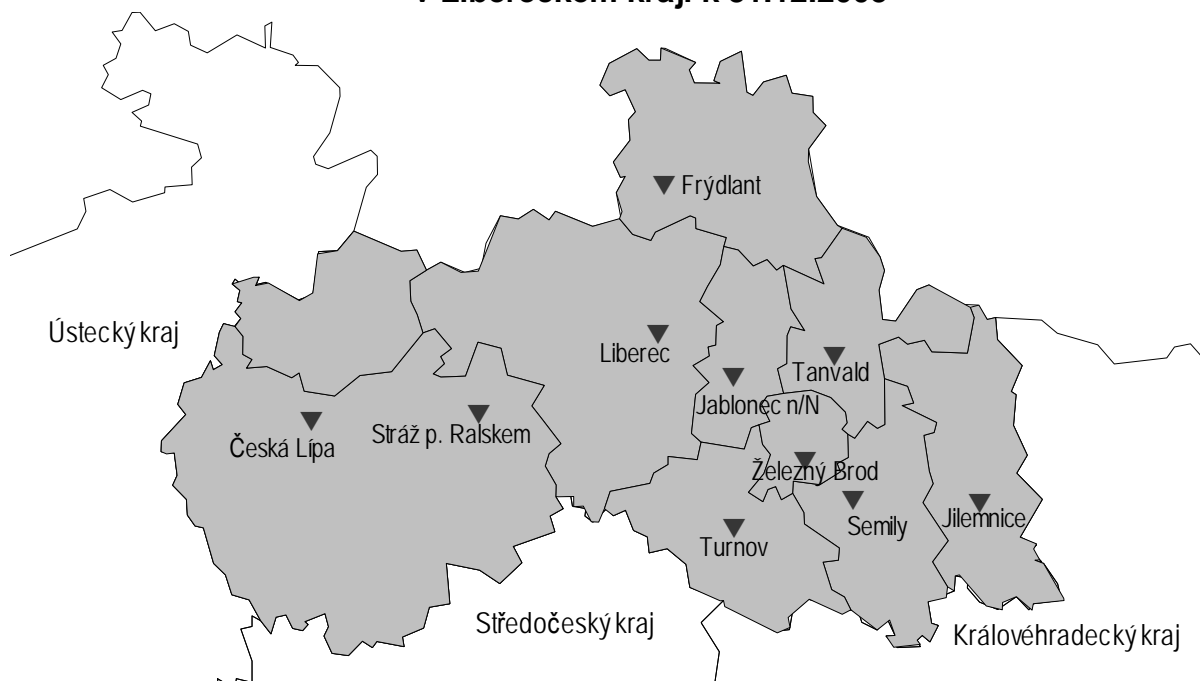 Frýdlant
Ústecký kraj
Liberec
Tanvald
Jablonec n/N
Stráž p. Ralskem
Česká Lípa
Železný Brod
Semily
Jilemnice
Turnov
Středočeský kraj
Královéhradecký kraj